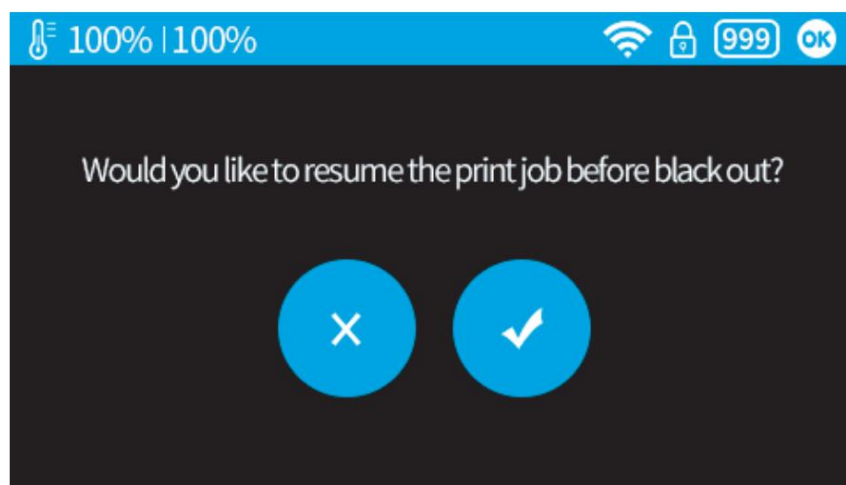 100% | 100% 999 OK
Would you like to resume the print job before black out?